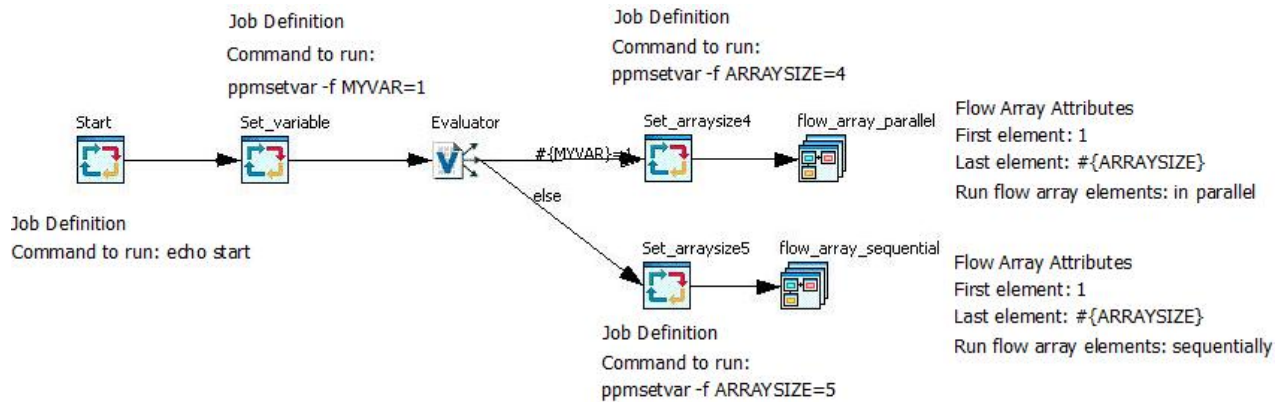 Job Definition
Command to run:
ppmsetvar -f MYVAR=1
Job Definition
Command to run:
ppmsetvar -f ARRAYSIZE=4
Start
Set_variable
Evaluator
Set_arraysize4
flow_array_parallel
#{MYVAR}=1
else
Flow Array Attributes
First element: 1
Last element: #{ARRAYSIZE}
Run flow array elements: in parallel
Job Definition
Command to run: echo start
Set_arraysize5
flow_array_sequential
Flow Array Attributes
First element: 1
Last element: #{ARRAYSIZE}
Run flow array elements: sequentially
Job Definition
Command to run:
ppmsetvar -f ARRAYSIZE=5